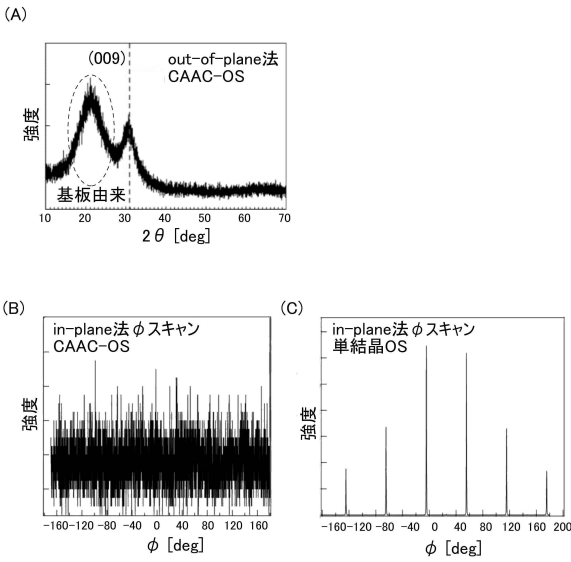 (A)
(009)
out-of-plane法
CAAC-OS
強度
基板由来
10 20 30 40 50 60 70
2θ [deg]
(B)
in-plane法φスキャン
CAAC-OS
強度
-160 -120 -80 -40 0 40 80 120 160
φ [deg]
(C)
in-plane法φスキャン
単結晶OS
強度
-160 -120 -80 -40 0 40 80 120 160 200
φ [deg]